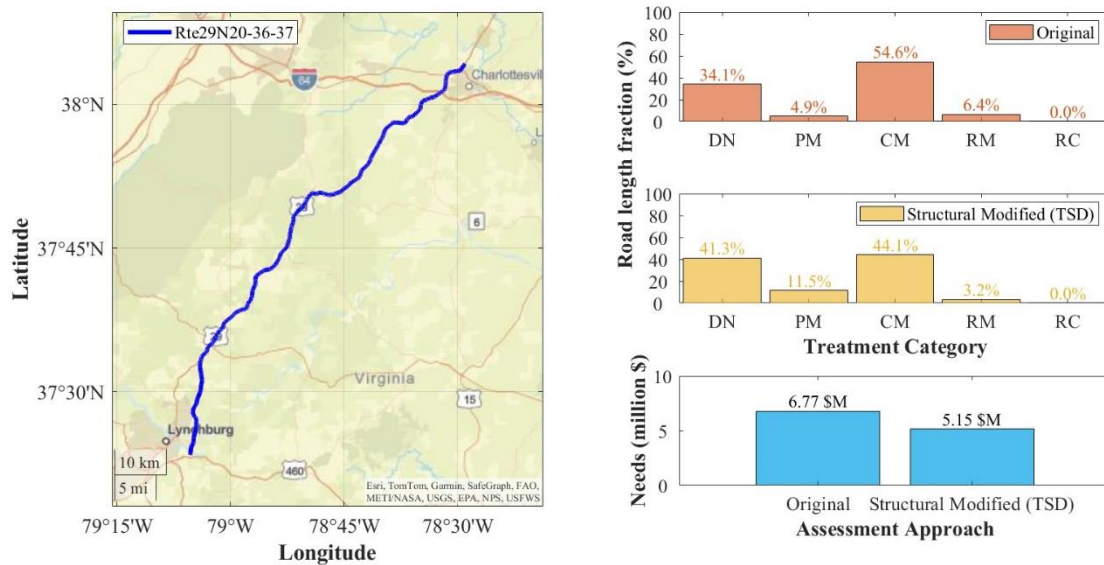 Rte29N20-36-37
64
Charlottesvil
38°N
29
6
37°45'N
Latitude
29
37°30'N
Virginia
15
Lynchburg
460
10 km
5 mi
Esri, TomTom, Garmin, SafeGraph, FAO,
METI/NASA, USGS, EPA, NPS, USFWS
79°15'W 79°W 78°45'W 78°30'W
Longitude
Road length fraction (%)
100
80
60
40
20
0
Original
34.1% 4.9% 54.6% 6.4% 0.0%
DN PM CM RM RC
100
80
60
40
20
0
Structural Modified (TSD)
41.3% 11.5% 44.1% 3.2% 0.0%
DN PM CM RM RC
Treatment Category
Needs (million $)
10
5
0
6.77 $M 5.15 $M
Original Structural Modified (TSD)
Assessment Approach